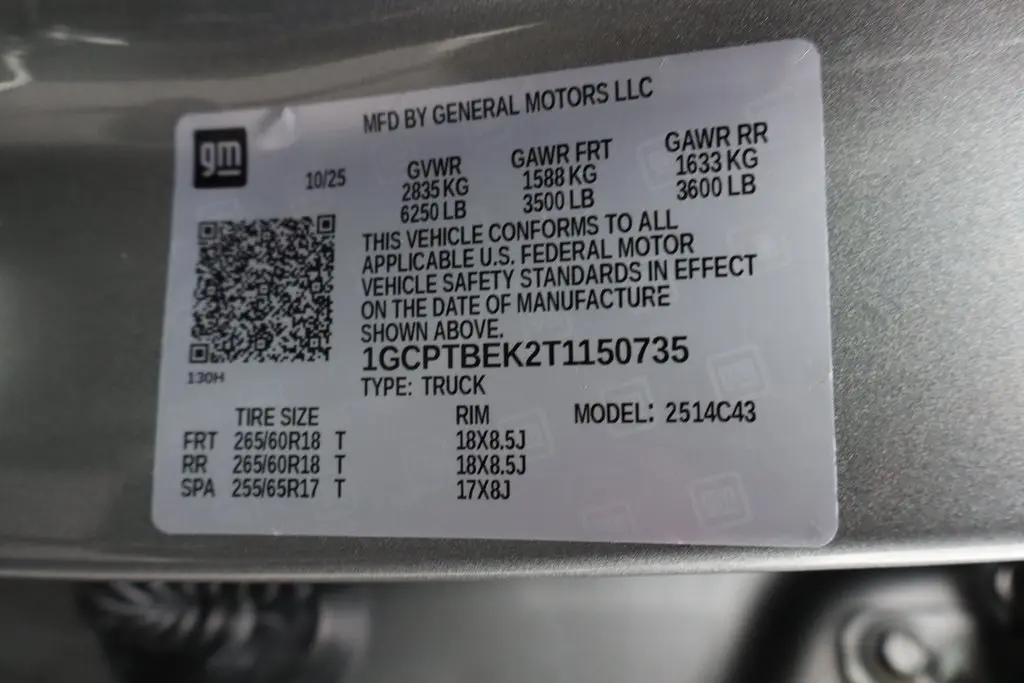 MFD BY GENERAL MOTORS LLC
gm
10/25
GVWR GAWR FRT GAWR RR
2835 KG 1588 KG 1633 KG
6250 LB 3500 LB 3600 LB
THIS VEHICLE CONFORMS TO ALL
APPLICABLE U.S. FEDERAL MOTOR
VEHICLE SAFETY STANDARDS IN EFFECT
ON THE DATE OF MANUFACTURE
SHOWN ABOVE.
1GCPTBEK2T1150735
130H
TYPE: TRUCK
TIRE SIZE RIM MODEL: 2514C43
FRT 265/60R18 T 18X8.5J
RR 265/60R18 T 18X8.5J
SPA 255/65R17 T 17X8J